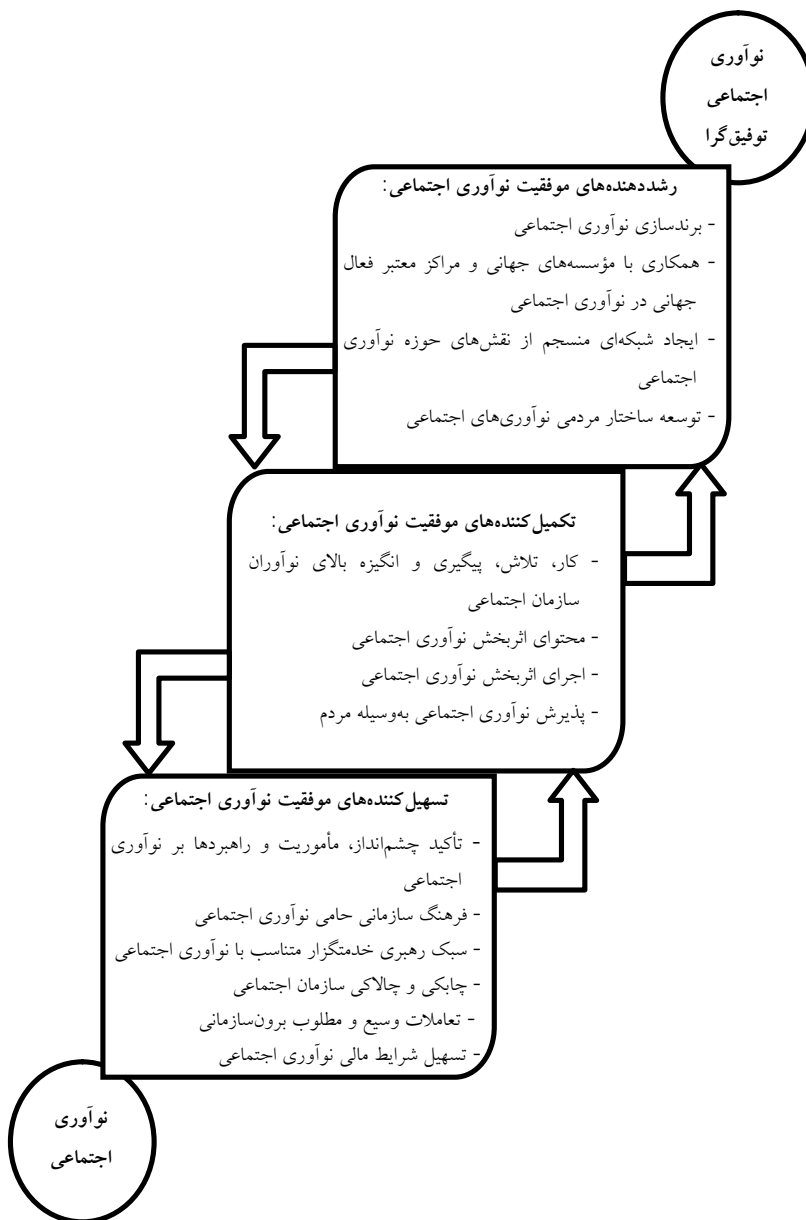 نوآوری
اجتماعی
توفیق‌گرا
رشددهنده‌های موفقیت نوآوری اجتماعی:
- برندسازی نوآوری اجتماعی
- همکاری با مؤسسه‌های جهانی و مراکز معتبر فعال
جهانی در نوآوری اجتماعی
- ایجاد شبکه‌ای منسجم از نقش‌های حوزه نوآوری
اجتماعی
- توسعه ساختار مردمی نوآوری‌های اجتماعی
تکمیل‌کننده‌های موفقیت نوآوری اجتماعی:
- کار، تلاش، پیگیری و انگیزه بالای نوآوران
سازمان اجتماعی
- محتوای اثربخش نوآوری اجتماعی
- اجرای اثربخش نوآوری اجتماعی
- پذیرش نوآوری اجتماعی به‌وسیله مردم
تسهیل‌کننده‌های موفقیت نوآوری اجتماعی:
- تأکید چشم‌انداز، مأموریت و راهبردها بر نوآوری
اجتماعی
- فرهنگ سازمانی حامی نوآوری اجتماعی
- سبک رهبری خدمتگزار متناسب با نوآوری اجتماعی
- چابکی و چالاکی سازمان اجتماعی
- تعاملات وسیع و مطلوب برون‌سازمانی
- تسهیل شرایط مالی نوآوری اجتماعی
نوآوری
اجتماعی